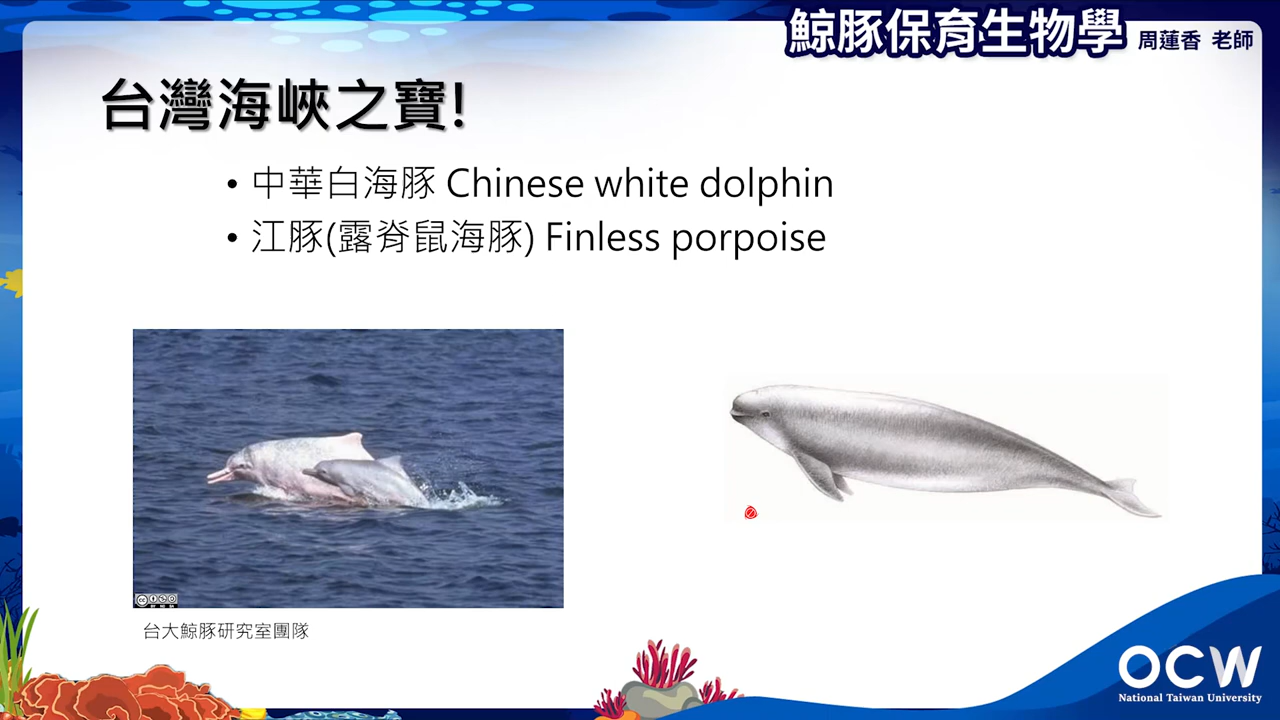 鯨豚保育生物學 周蓮香 老師
台灣海峽之寶!
• 中華白海豚 Chinese white dolphin
• 江豚(露脊鼠海豚) Finless porpoise
台大鯨豚研究室團隊
OCW
National Taiwan University